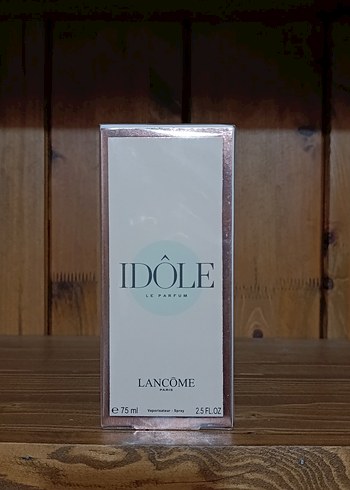 IDÔLE
LE PARFUM
LANCÔME
PARIS
℮ 75 ml Vaporisateur - Spray 2.5 FL.OZ